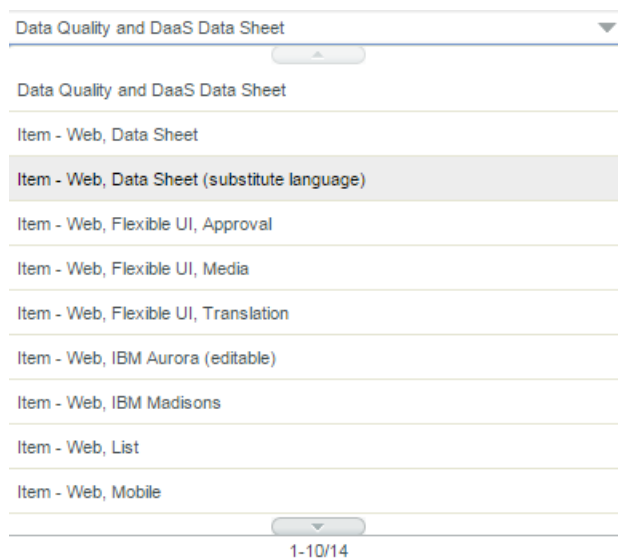 Data Quality and DaaS Data Sheet
Data Quality and DaaS Data Sheet
Item - Web, Data Sheet
Item - Web, Data Sheet (substitute language)
Item - Web, Flexible UI, Approval
Item - Web, Flexible UI, Media
Item - Web, Flexible UI, Translation
Item - Web, IBM Aurora (editable)
Item - Web, IBM Madisons
Item - Web, List
Item - Web, Mobile
1-10/14